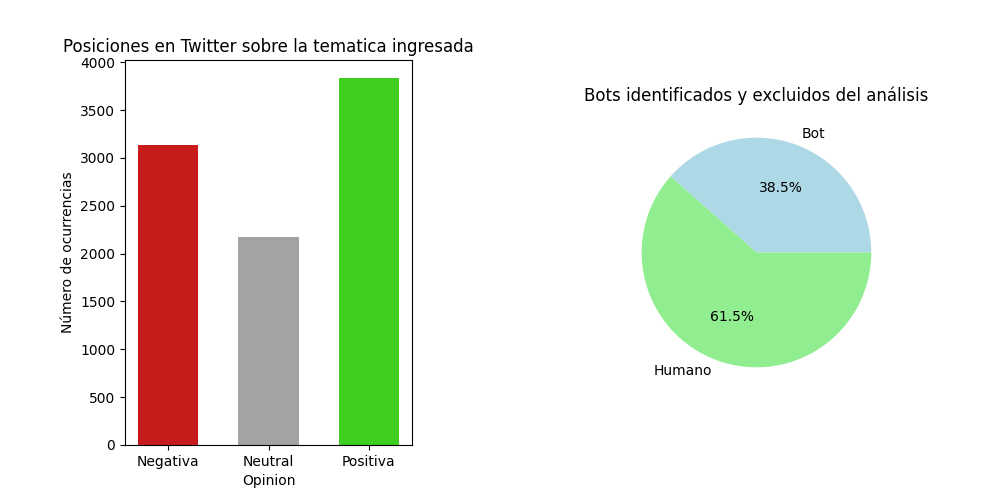 Posiciones en Twitter sobre la tematica ingresada
4000
3500
3000
2500
2000
1500
1000
500
0
Número de ocurrencias
Negativa
Neutral
Positiva
Opinion
Bots identificados y excluidos del análisis
Bot
38.5%
61.5%
Humano